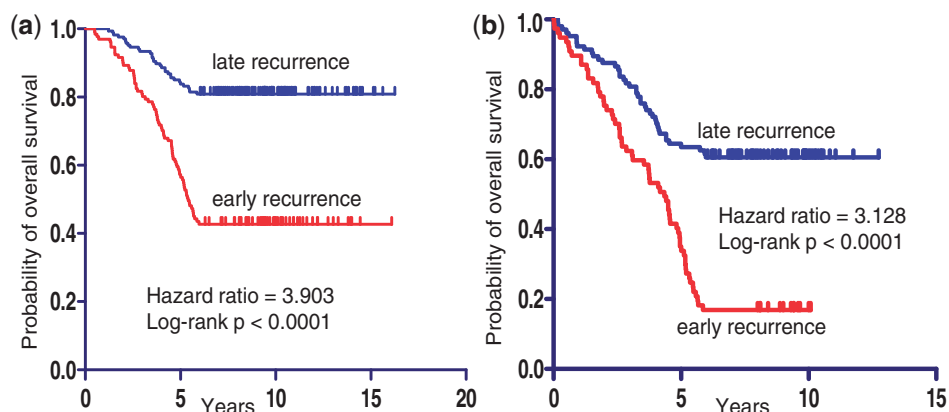 (a)
Probability of overall survival
1.0
0.8
0.6
0.4
0.2
0.0
late recurrence
early recurrence
Hazard ratio = 3.903
Log-rank p < 0.0001
0 5 10 15 20
Years
(b)
Probability of overall survival
1.0
0.8
0.6
0.4
0.2
0.0
late recurrence
Hazard ratio = 3.128
Log-rank p < 0.0001
early recurrence
0 5 10 15
Years